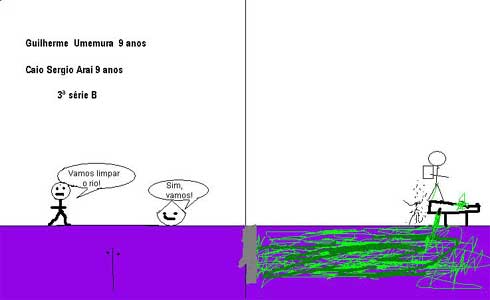 Guilherme Umemura 9 anos
Caio Sergio Arai 9 anos
3ª série B
Vamos limpar
o rio!
Sim,
vamos!